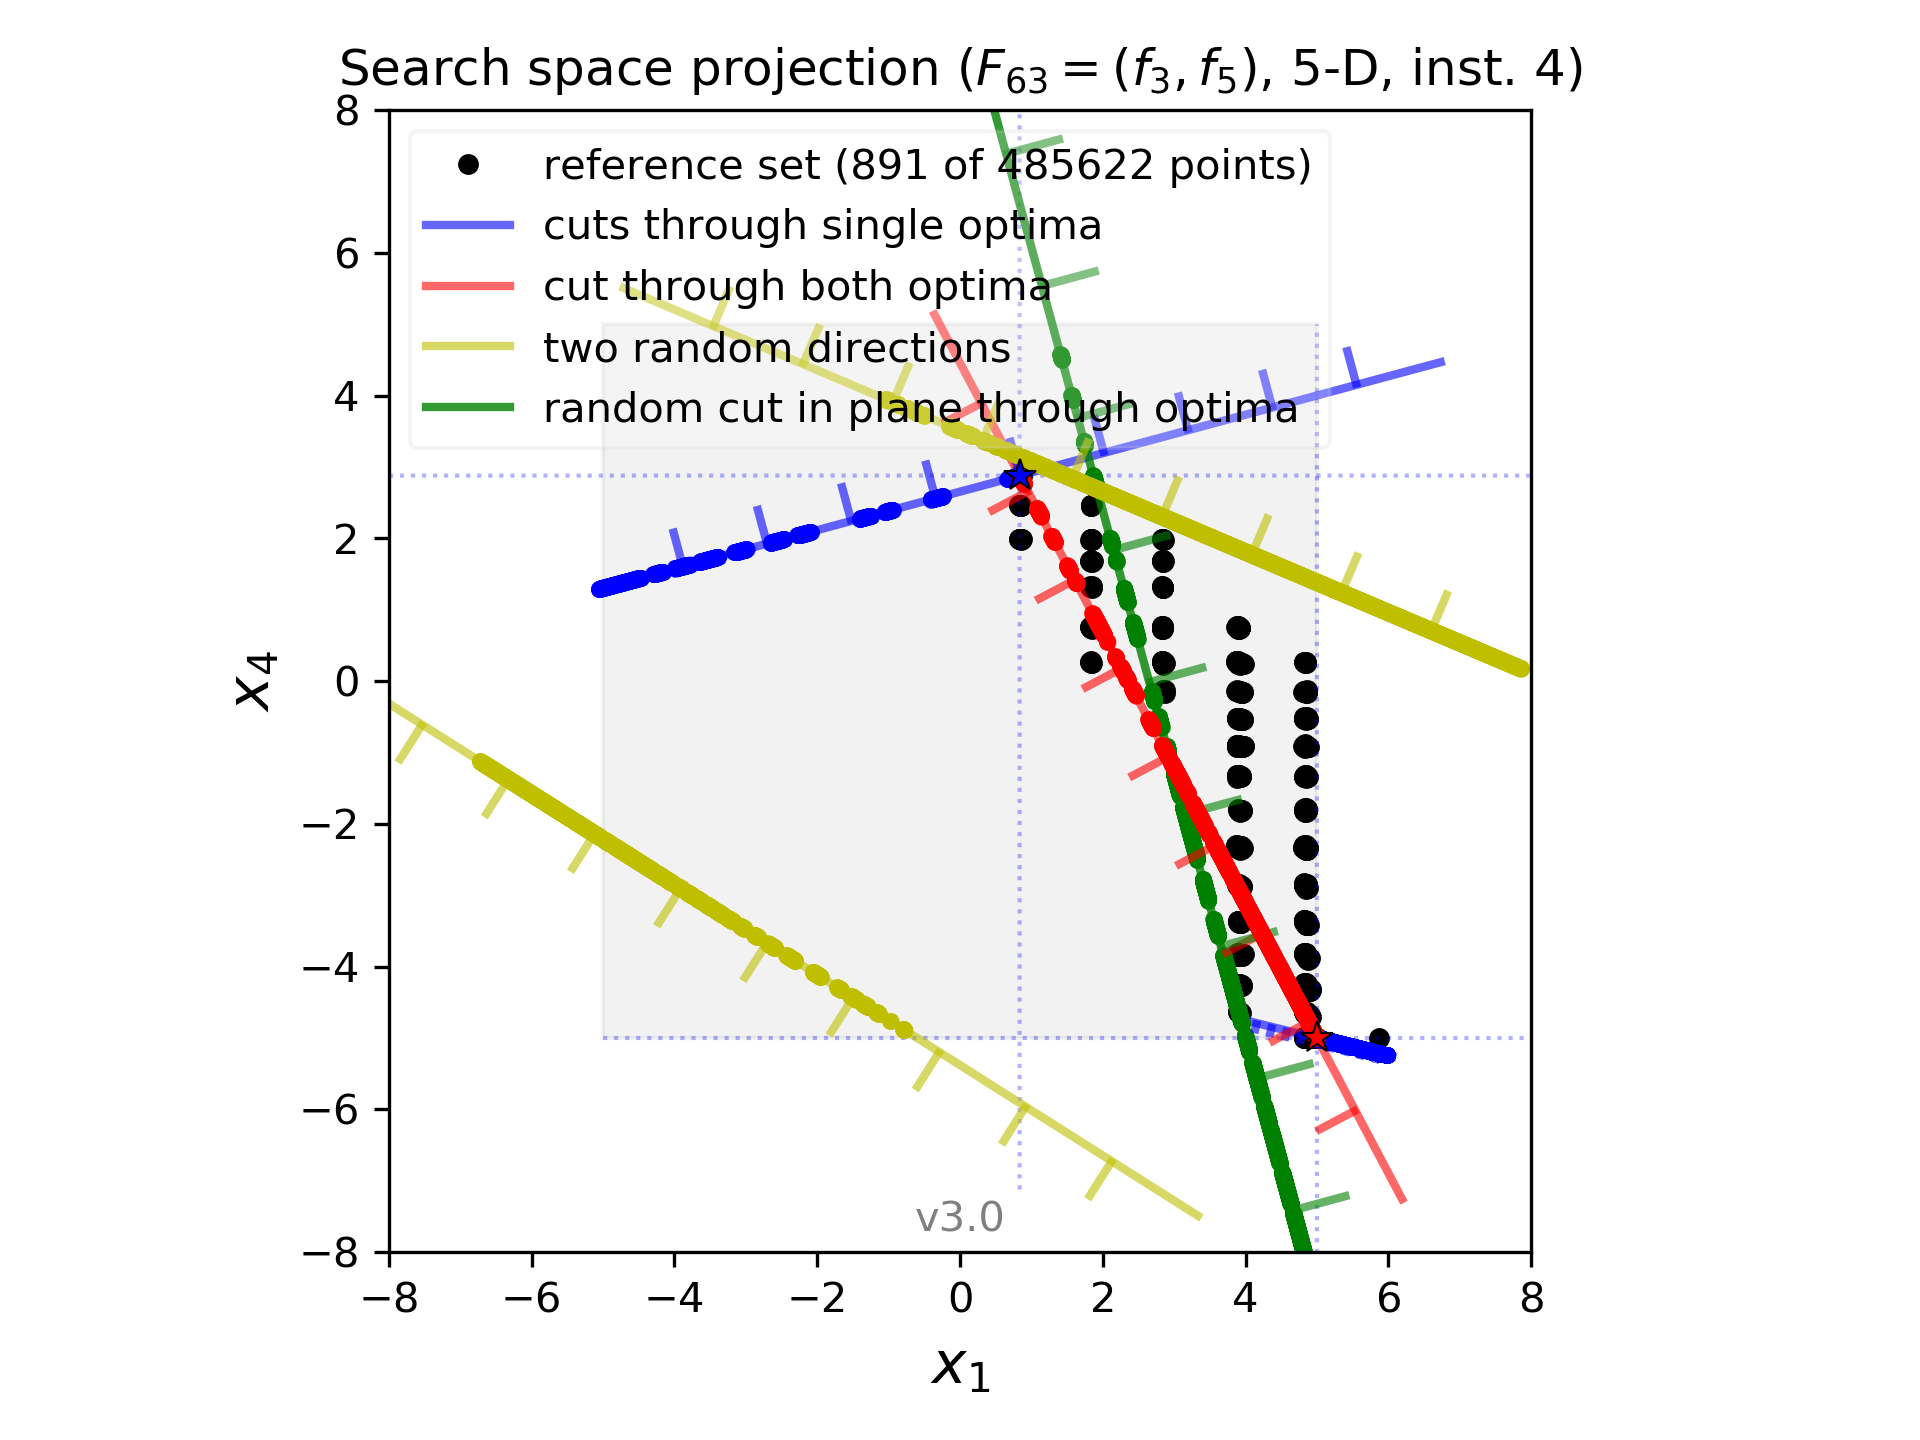 Search space projection (F₆₃ = (f₃, f₅), 5-D, inst. 4)
reference set (891 of 485622 points)
cuts through single optima
cut through both optima
two random directions
random cut in plane through optima
8
6
4
2
0
−2
−4
−6
−8
x₄
v3.0
−8 −6 −4 −2 0 2 4 6 8
x₁